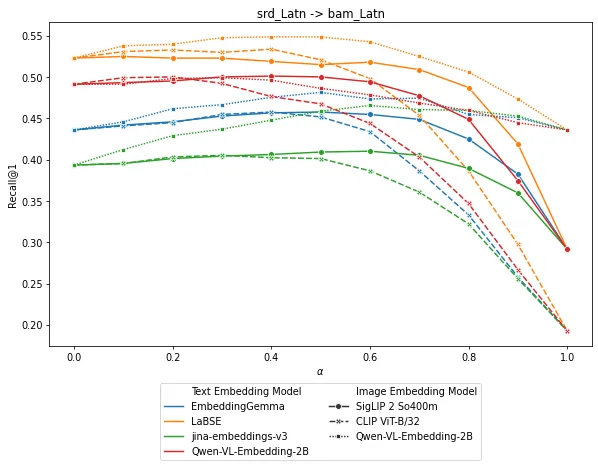 srd_Latn -> bam_Latn
Recall@1
0.55
0.50
0.45
0.40
0.35
0.30
0.25
0.20
0.0 0.2 0.4 0.6 0.8 1.0
α
Text Embedding Model
EmbeddingGemma
LaBSE
jina-embeddings-v3
Qwen-VL-Embedding-2B
Image Embedding Model
SigLIP 2 So400m
CLIP ViT-B/32
Qwen-VL-Embedding-2B